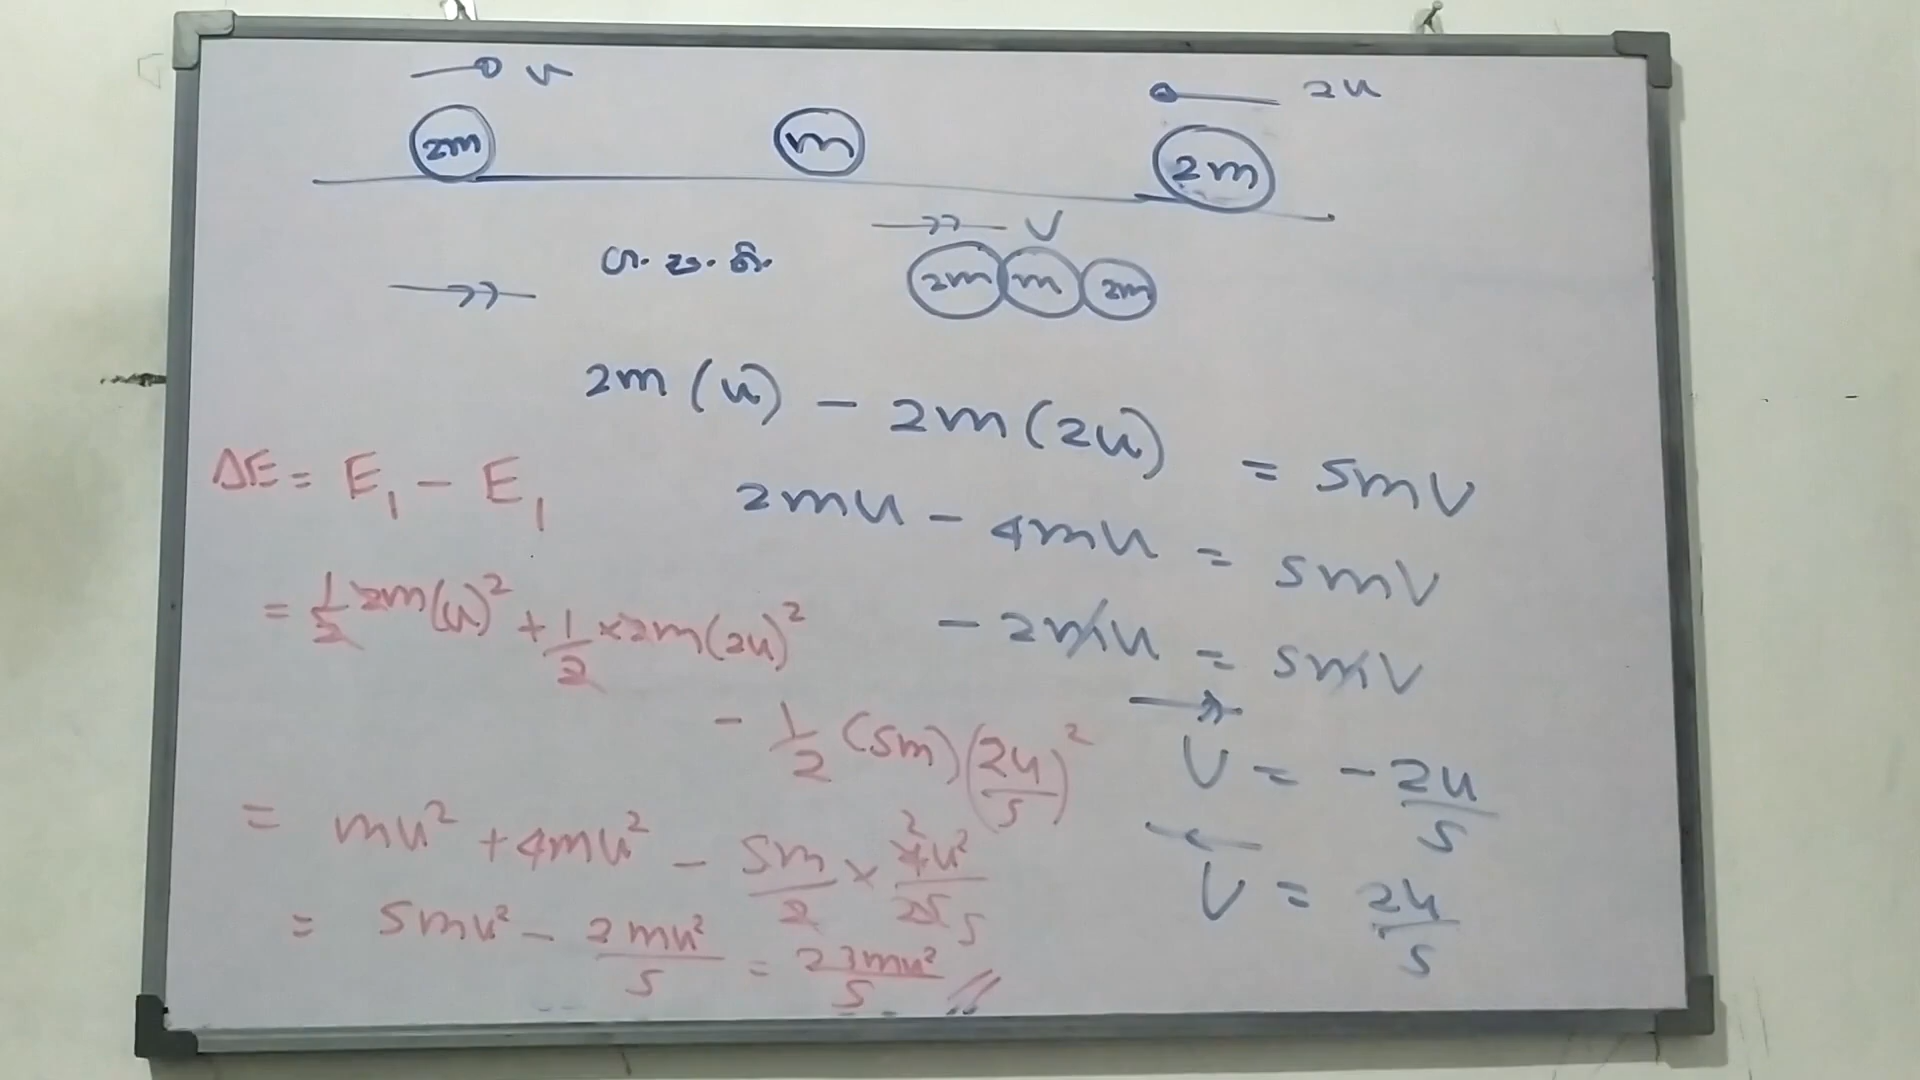 u 2u
2m m 2m
V
ග.ස.නි.
2m m 2m
2m (u) - 2m (2u) = 5mV
2mu - 4mu = 5mV
- 2mu = 5mV
V = - 2u/5
V = 2u/5
ΔE = E₁ - E₁
= 1/2 2m(u)² + 1/2 × 2m(2u)²
- 1/2 (5m) (2u/5)²
= mu² + 4mu² - 5m/2 × 4u²/25 2 5
= 5mu² - 2mu²/5 = 23mu²/5 //